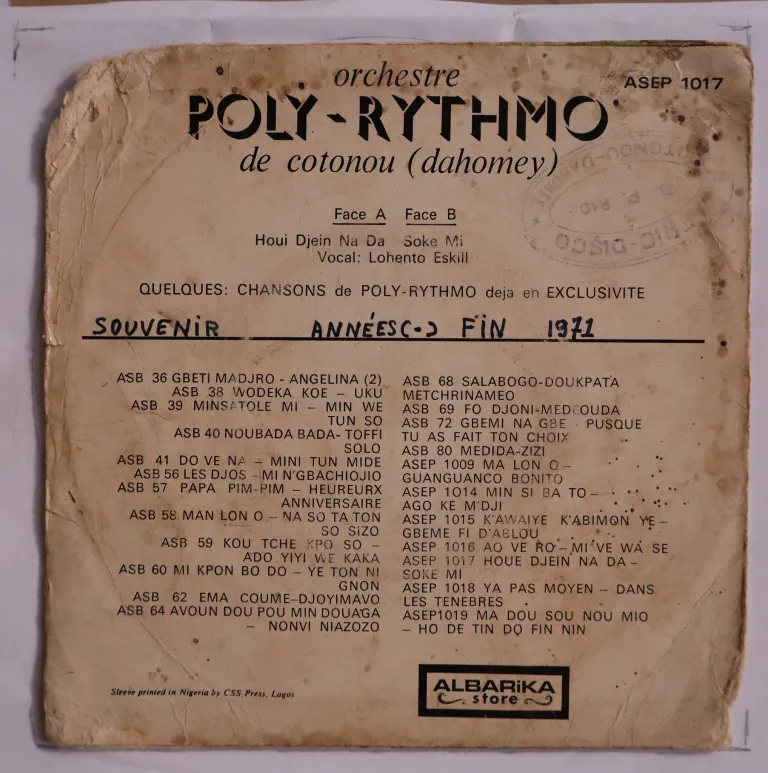 orchestre
ASEP 1017
POLY-RYTHMO
de cotonou (dahomey)
COTONOU-DAHOMEY
B. P. 840
RIC-DISCO
Face A Face B
Houi Djein Na Da Soke Mi
Vocal: Lohento Eskill
QUELQUES: CHANSONS de POLY-RYTHMO deja en EXCLUSIVITE
SOUVENIR ANNÉES(-) FIN 1971
ASB 36 GBETI MADJRO - ANGELINA (2)
ASB 38 WODEKA KOE – UKU
ASB 39 MINSATOLE MI – MIN WE
TUN SO
ASB 40 NOUBADA BADA- TOFFI
SOLO
ASB 41 DO VE NA – MINI TUN MIDE
ASB 56 LES DJOS – MI N'GBACHIOJIO
ASB 57 PAPA PIM-PIM – HEUREURX
ANNIVERSAIRE
ASB 58 MAN LON O – NA SO TA TON
SO SIZO
ASB 59 KOU TCHE KPO SO –
ADO YIYI WE KAKA
ASB 60 MI KPON BO DO – YE TON NI
GNON
ASB 62 EMA COUME–DJOYIMAVO
ASB 64 AVOUN DOU POU MIN DOUAGA
– NONVI NIAZOZO
ASB 68 SALABOGO-DOUKPATA
METCHRINAMEO
ASB 69 FO DJONI-MEDCOUDA
ASB 72 GBEMI NA GBE - PUSQUE
TU AS FAIT TON CHOIX
ASB 80 MEDIDA-ZIZI
ASEP 1009 MA LON O –
GUANGUANCO BONITO
ASEP 1014 MIN SI BA TO –
AGO KE M'DJI
ASEP 1015 K'AWAIYE K'ABIMON YE –
GBEME FI D'ABLOU
ASEP 1016 AO VE RO – MI'VE WA SE
ASEP 1017 HOUE DJEIN NA DA –
SOKE MI
ASEP 1018 YA PAS MOYEN – DANS
LES TENEBRES
ASEP1019 MA DOU SOU NOU MIO
– HO DE TIN DO FIN NIN
Sleeve printed in Nigeria by CSS Press, Lagos
ALBARiKA
store